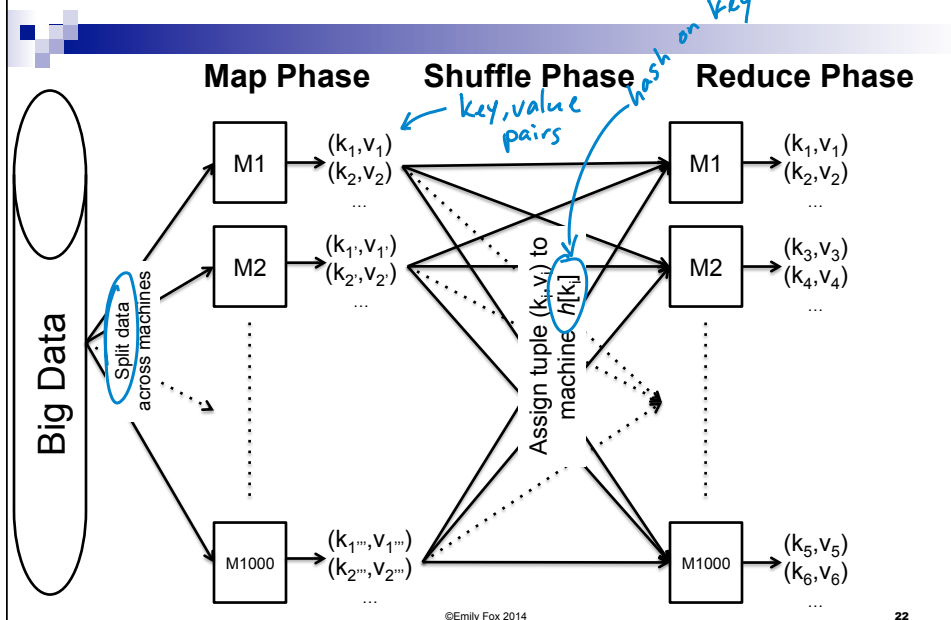 hash on key
Map Phase Shuffle Phase Reduce Phase
key, value
pairs
Big Data
Split data
across machines
M1
(k₁,v₁)
(k₂,v₂)
...
M2
(k₁',v₁')
(k₂',v₂')
...
M1000
(k₁''',v₁''')
(k₂''',v₂''')
...
Assign tuple (kᵢ,vᵢ) to
machine h[kᵢ]
M1
(k₁,v₁)
(k₂,v₂)
...
M2
(k₃,v₃)
(k₄,v₄)
...
M1000
(k₅,v₅)
(k₆,v₆)
...
©Emily Fox 2014
22